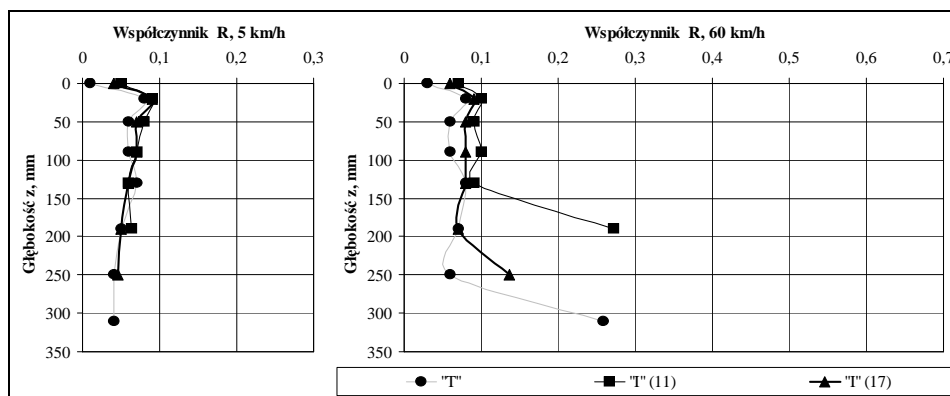 Współczynnik R, 5 km/h
0 0,1 0,2 0,3
Głębokość z, mm
0
50
100
150
200
250
300
350
Współczynnik R, 60 km/h
0 0,1 0,2 0,3 0,4 0,5 0,6 0,7
Głębokość z, mm
0
50
100
150
200
250
300
350
"T" "I" (11) "I" (17)